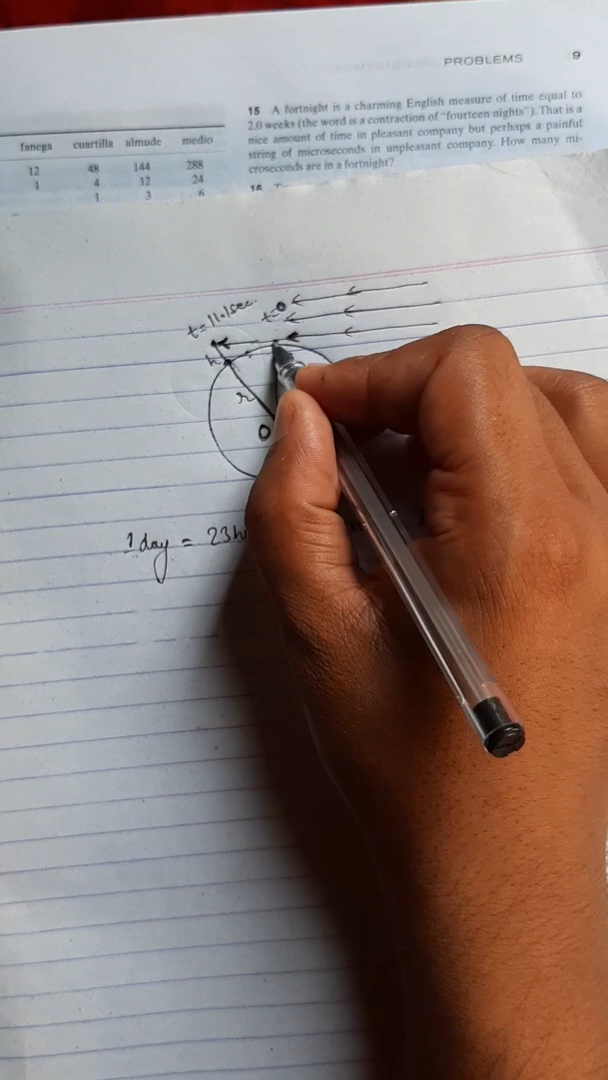 PROBLEMS 9
fanega cuartilla almude medio
12 48 144 288
1 4 12 24
1 3 6
15 A fortnight is a charming English measure of time equal to
2.0 weeks (the word is a contraction of "fourteen nights"). That is a
nice amount of time in pleasant company but perhaps a painful
string of microseconds in unpleasant company. How many mi-
croseconds are in a fortnight?
16
t=11.1sec.
t=0
h
r
O
1 day = 23h